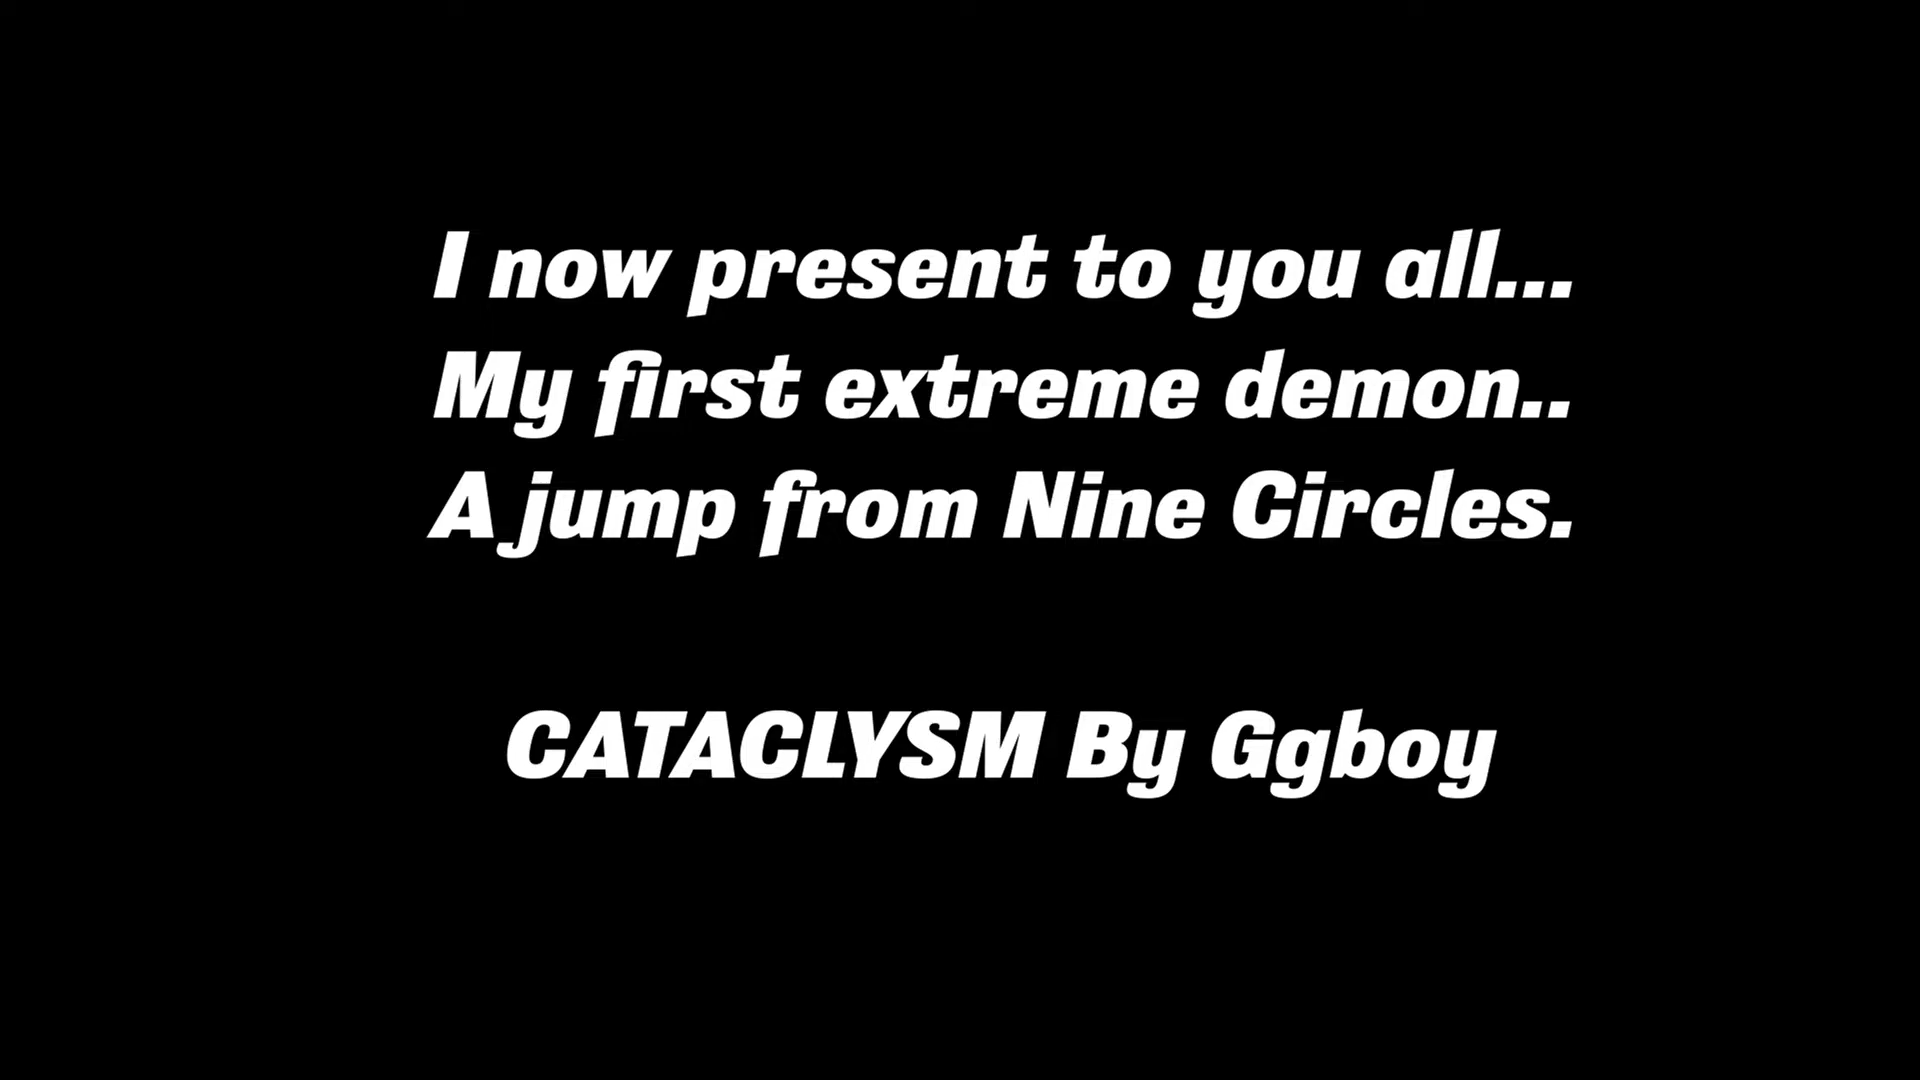 I now present to you all...
My first extreme demon..
A jump from Nine Circles.
CATACLYSM By Ggboy